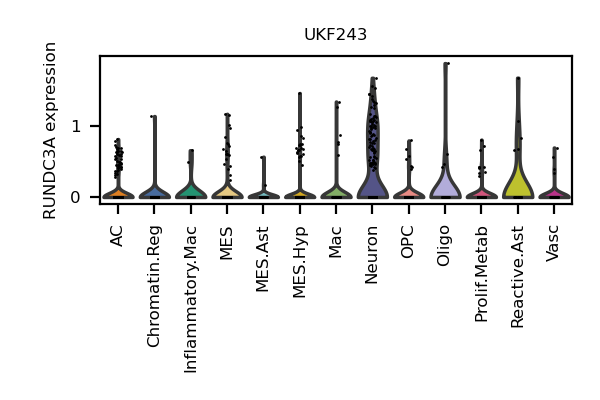 UKF243
RUNDC3A expression
1
0
AC
Chromatin.Reg
Inflammatory.Mac
MES
MES.Ast
MES.Hyp
Mac
Neuron
OPC
Oligo
Prolif.Metab
Reactive.Ast
Vasc